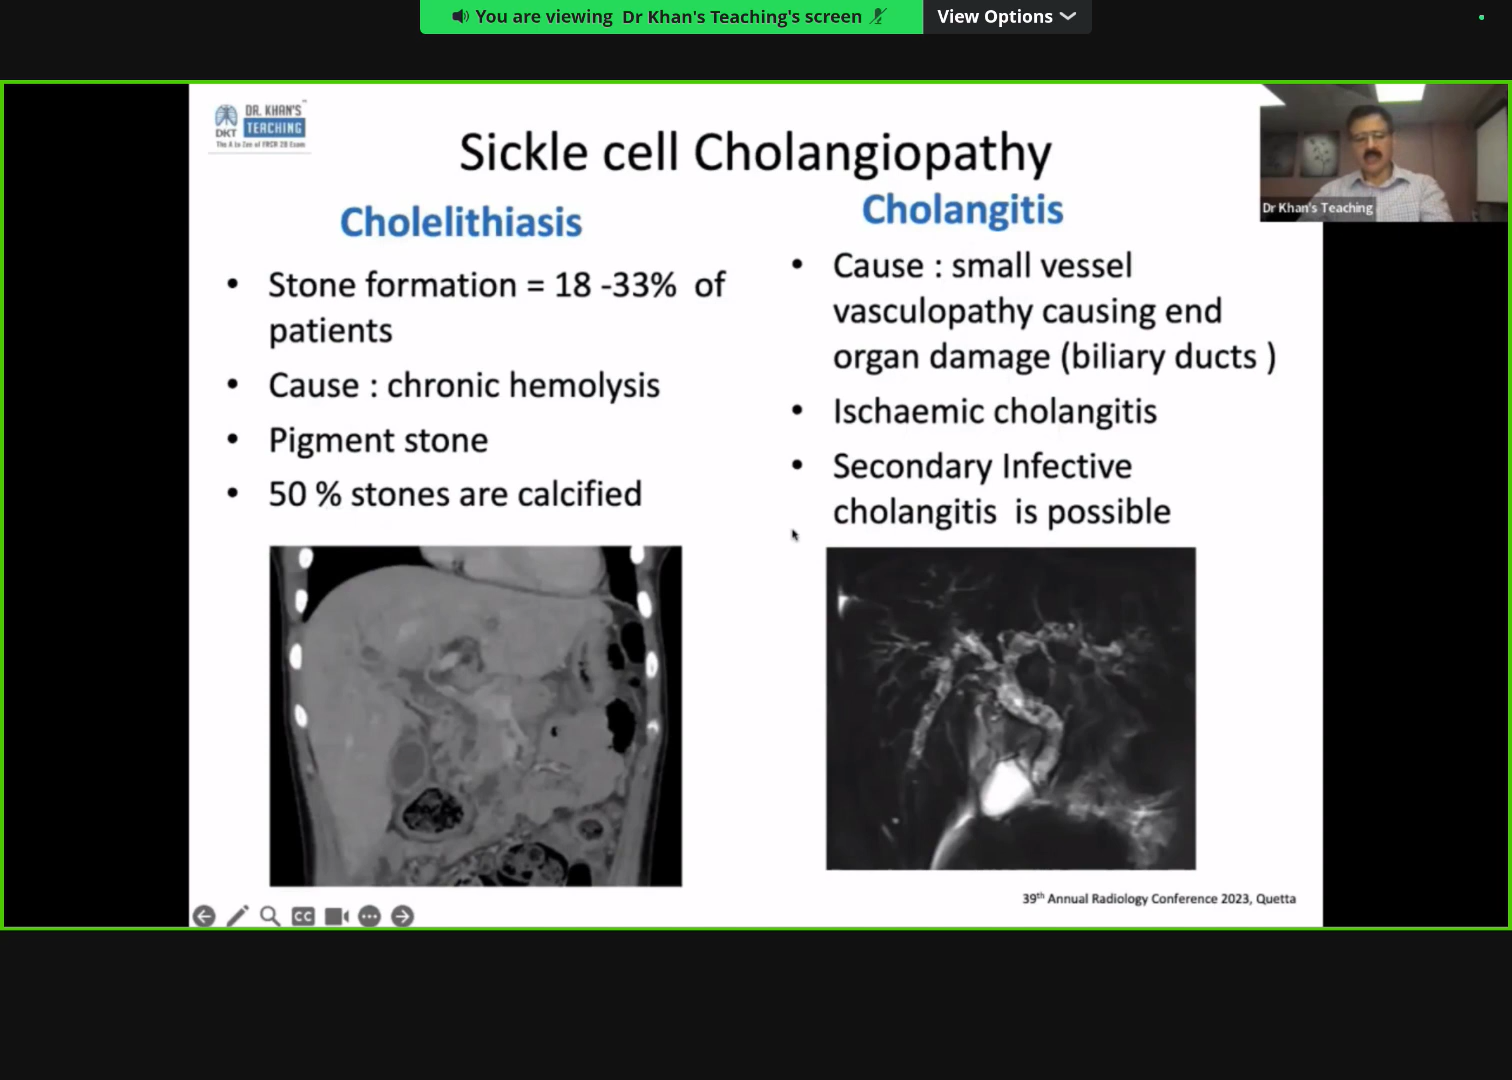 You are viewing Dr Khan's Teaching's screen
View Options
DR. KHAN'S
DKT TEACHING
The A to Zee of FRCR 2B Exam
Sickle cell Cholangiopathy
Cholelithiasis
• Stone formation = 18 -33% of
patients
• Cause : chronic hemolysis
• Pigment stone
• 50 % stones are calcified
Cholangitis
• Cause : small vessel
vasculopathy causing end
organ damage (biliary ducts )
• Ischaemic cholangitis
• Secondary Infective
cholangitis is possible
Dr Khan's Teaching
39th Annual Radiology Conference 2023, Quetta
CC